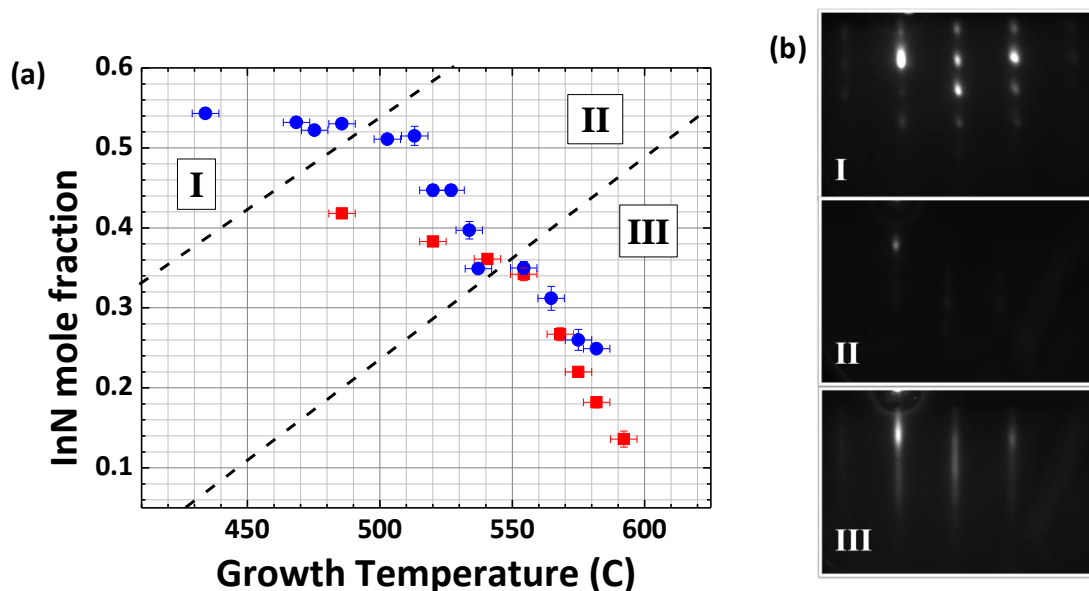 (a)
0.6
0.5
0.4
0.3
0.2
0.1
InN mole fraction
I
II
III
450
500
550
600
Growth Temperature (C)
(b)
I
II
III